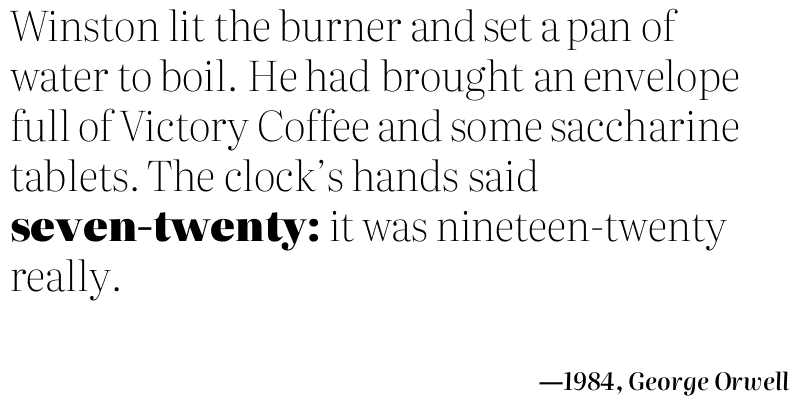 Winston lit the burner and set a pan of
water to boil. He had brought an envelope
full of Victory Coffee and some saccharine
tablets. The clock’s hands said
seven-twenty: it was nineteen-twenty
really.
—1984, George Orwell